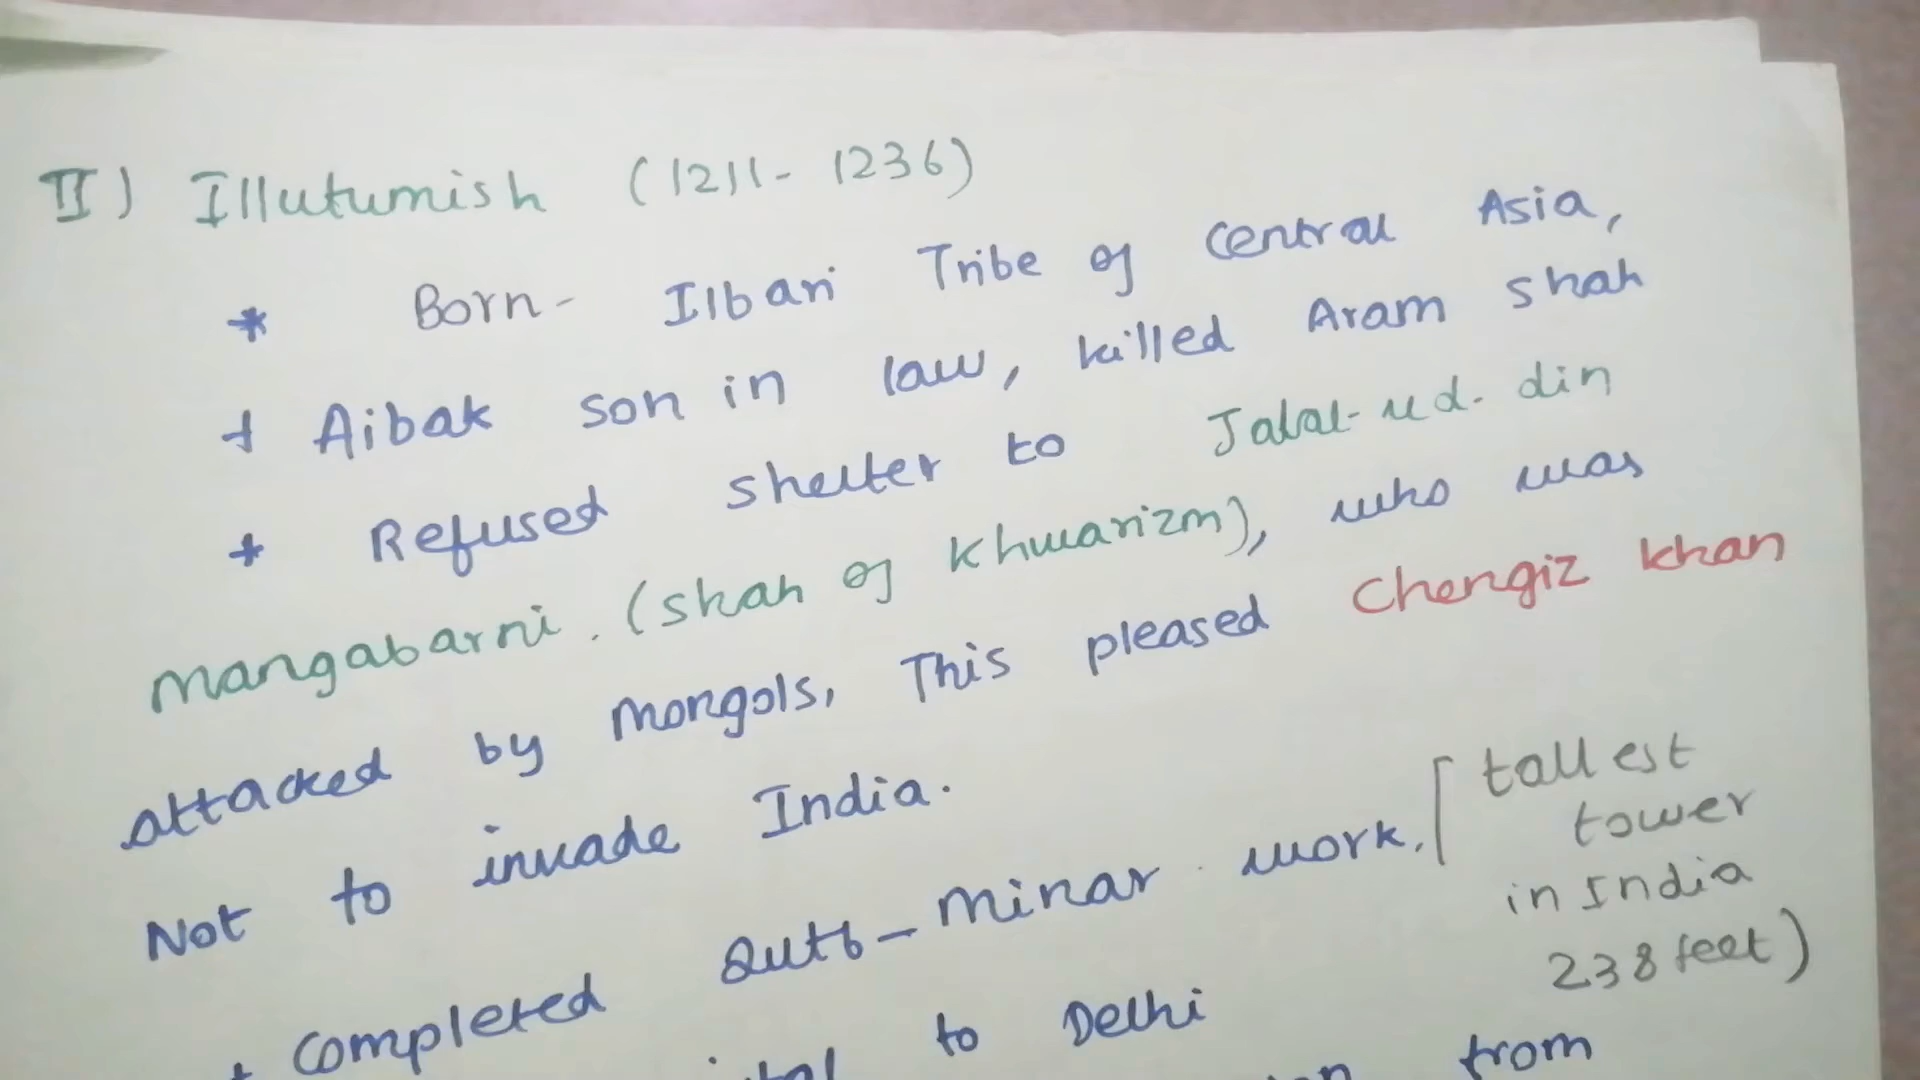 II) Illutumish (1211-1236)
* Born- Ilbari Tribe of Central Asia,
+ Aibak son in law, killed Aram shah
+ Refused shelter to Jalal-ud-din
Mangabarni. (Shah of Khwarizm), who was
attacked by Mongols, This pleased Chengiz khan
Not to invade India.
+ Completed Qutb-Minar work. [tallest
tower
in India
238 feet)
to Delhi
from